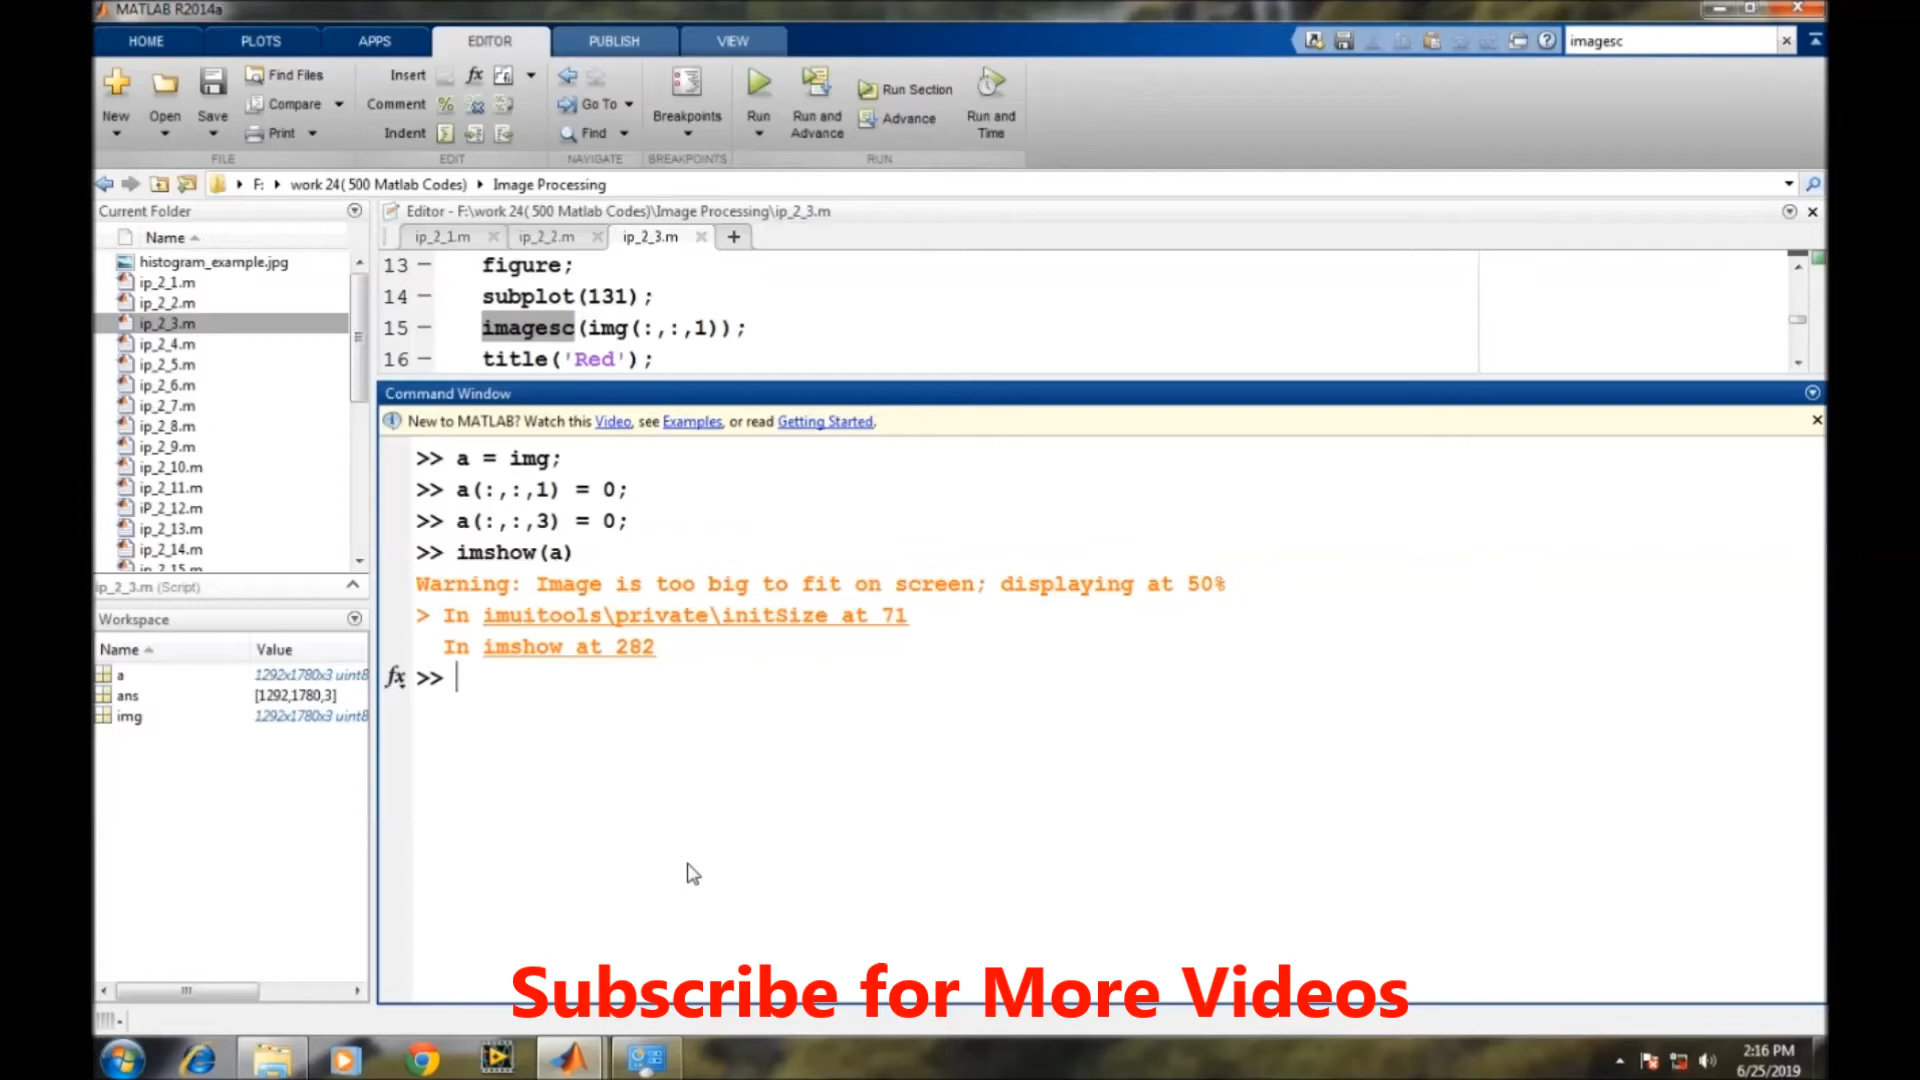 MATLAB R2014a
HOME PLOTS APPS EDITOR PUBLISH VIEW imagesc
Find Files Insert fx
New Open Save Compare Comment Go To Breakpoints Run Run and Advance Run Section Advance Run and Time
Print Indent Find
FILE EDIT NAVIGATE BREAKPOINTS RUN
F: work 24( 500 Matlab Codes) Image Processing
Current Folder
Name
histogram_example.jpg
ip_2_1.m
ip_2_2.m
ip_2_3.m
ip_2_4.m
ip_2_5.m
ip_2_6.m
ip_2_7.m
ip_2_8.m
ip_2_9.m
ip_2_10.m
ip_2_11.m
iP_2_12.m
ip_2_13.m
ip_2_14.m
ip_2_15.m
ip_2_3.m (Script)
Workspace
Name Value
a 1292x1780x3 uint8
ans [1292,1780,3]
img 1292x1780x3 uint8
Editor - F:\work 24( 500 Matlab Codes)\Image Processing\ip_2_3.m
ip_2_1.m ip_2_2.m ip_2_3.m
13 – figure;
14 – subplot(131);
15 – imagesc(img(:,:,1));
16 – title('Red');
Command Window
New to MATLAB? Watch this Video, see Examples, or read Getting Started.
>> a = img;
>> a(:,:,1) = 0;
>> a(:,:,3) = 0;
>> imshow(a)
Warning: Image is too big to fit on screen; displaying at 50%
> In imuitools\private\initSize at 71
In imshow at 282
fx >>
Subscribe for More Videos
2:16 PM
6/25/2019